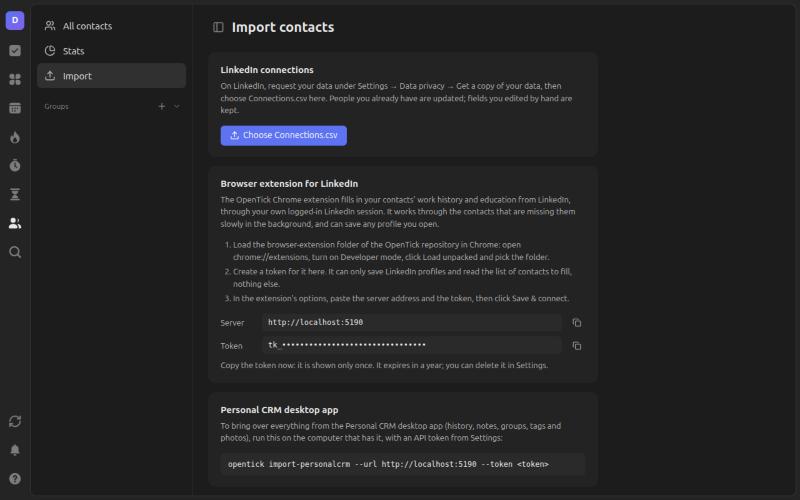 D
All contacts
Stats
Import
Groups
Import contacts
LinkedIn connections
On LinkedIn, request your data under Settings → Data privacy → Get a copy of your data, then
choose Connections.csv here. People you already have are updated; fields you edited by hand are
kept.
Choose Connections.csv
Browser extension for LinkedIn
The OpenTick Chrome extension fills in your contacts' work history and education from LinkedIn,
through your own logged-in LinkedIn session. It works through the contacts that are missing them
slowly in the background, and can save any profile you open.
1. Load the browser-extension folder of the OpenTick repository in Chrome: open
chrome://extensions, turn on Developer mode, click Load unpacked and pick the folder.
2. Create a token for it here. It can only save LinkedIn profiles and read the list of contacts to fill,
nothing else.
3. In the extension's options, paste the server address and the token, then click Save & connect.
Server http://localhost:5190
Token tk_••••••••••••••••••••••••••••••••
Copy the token now: it is shown only once. It expires in a year; you can delete it in Settings.
Personal CRM desktop app
To bring over everything from the Personal CRM desktop app (history, notes, groups, tags and
photos), run this on the computer that has it, with an API token from Settings:
opentick import-personalcrm --url http://localhost:5190 --token <token>